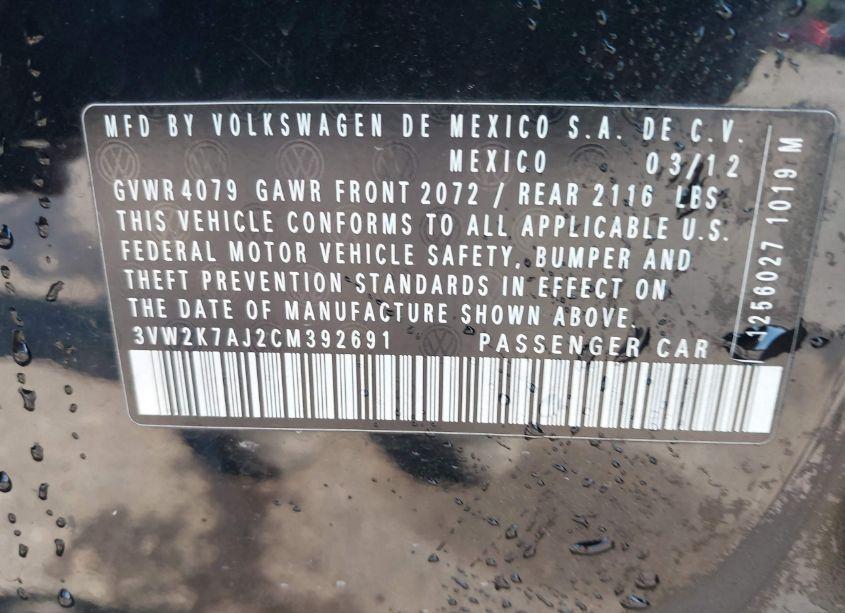 MFD BY VOLKSWAGEN DE MEXICO S.A. DE C.V.
MEXICO 03/12
GVWR 4079 GAWR FRONT 2072 / REAR 2116 LBS
THIS VEHICLE CONFORMS TO ALL APPLICABLE U.S.
FEDERAL MOTOR VEHICLE SAFETY, BUMPER AND
THEFT PREVENTION STANDARDS IN EFFECT ON
THE DATE OF MANUFACTURE SHOWN ABOVE.
3VW2K7AJ2CM392691 PASSENGER CAR
1256027 1019 M